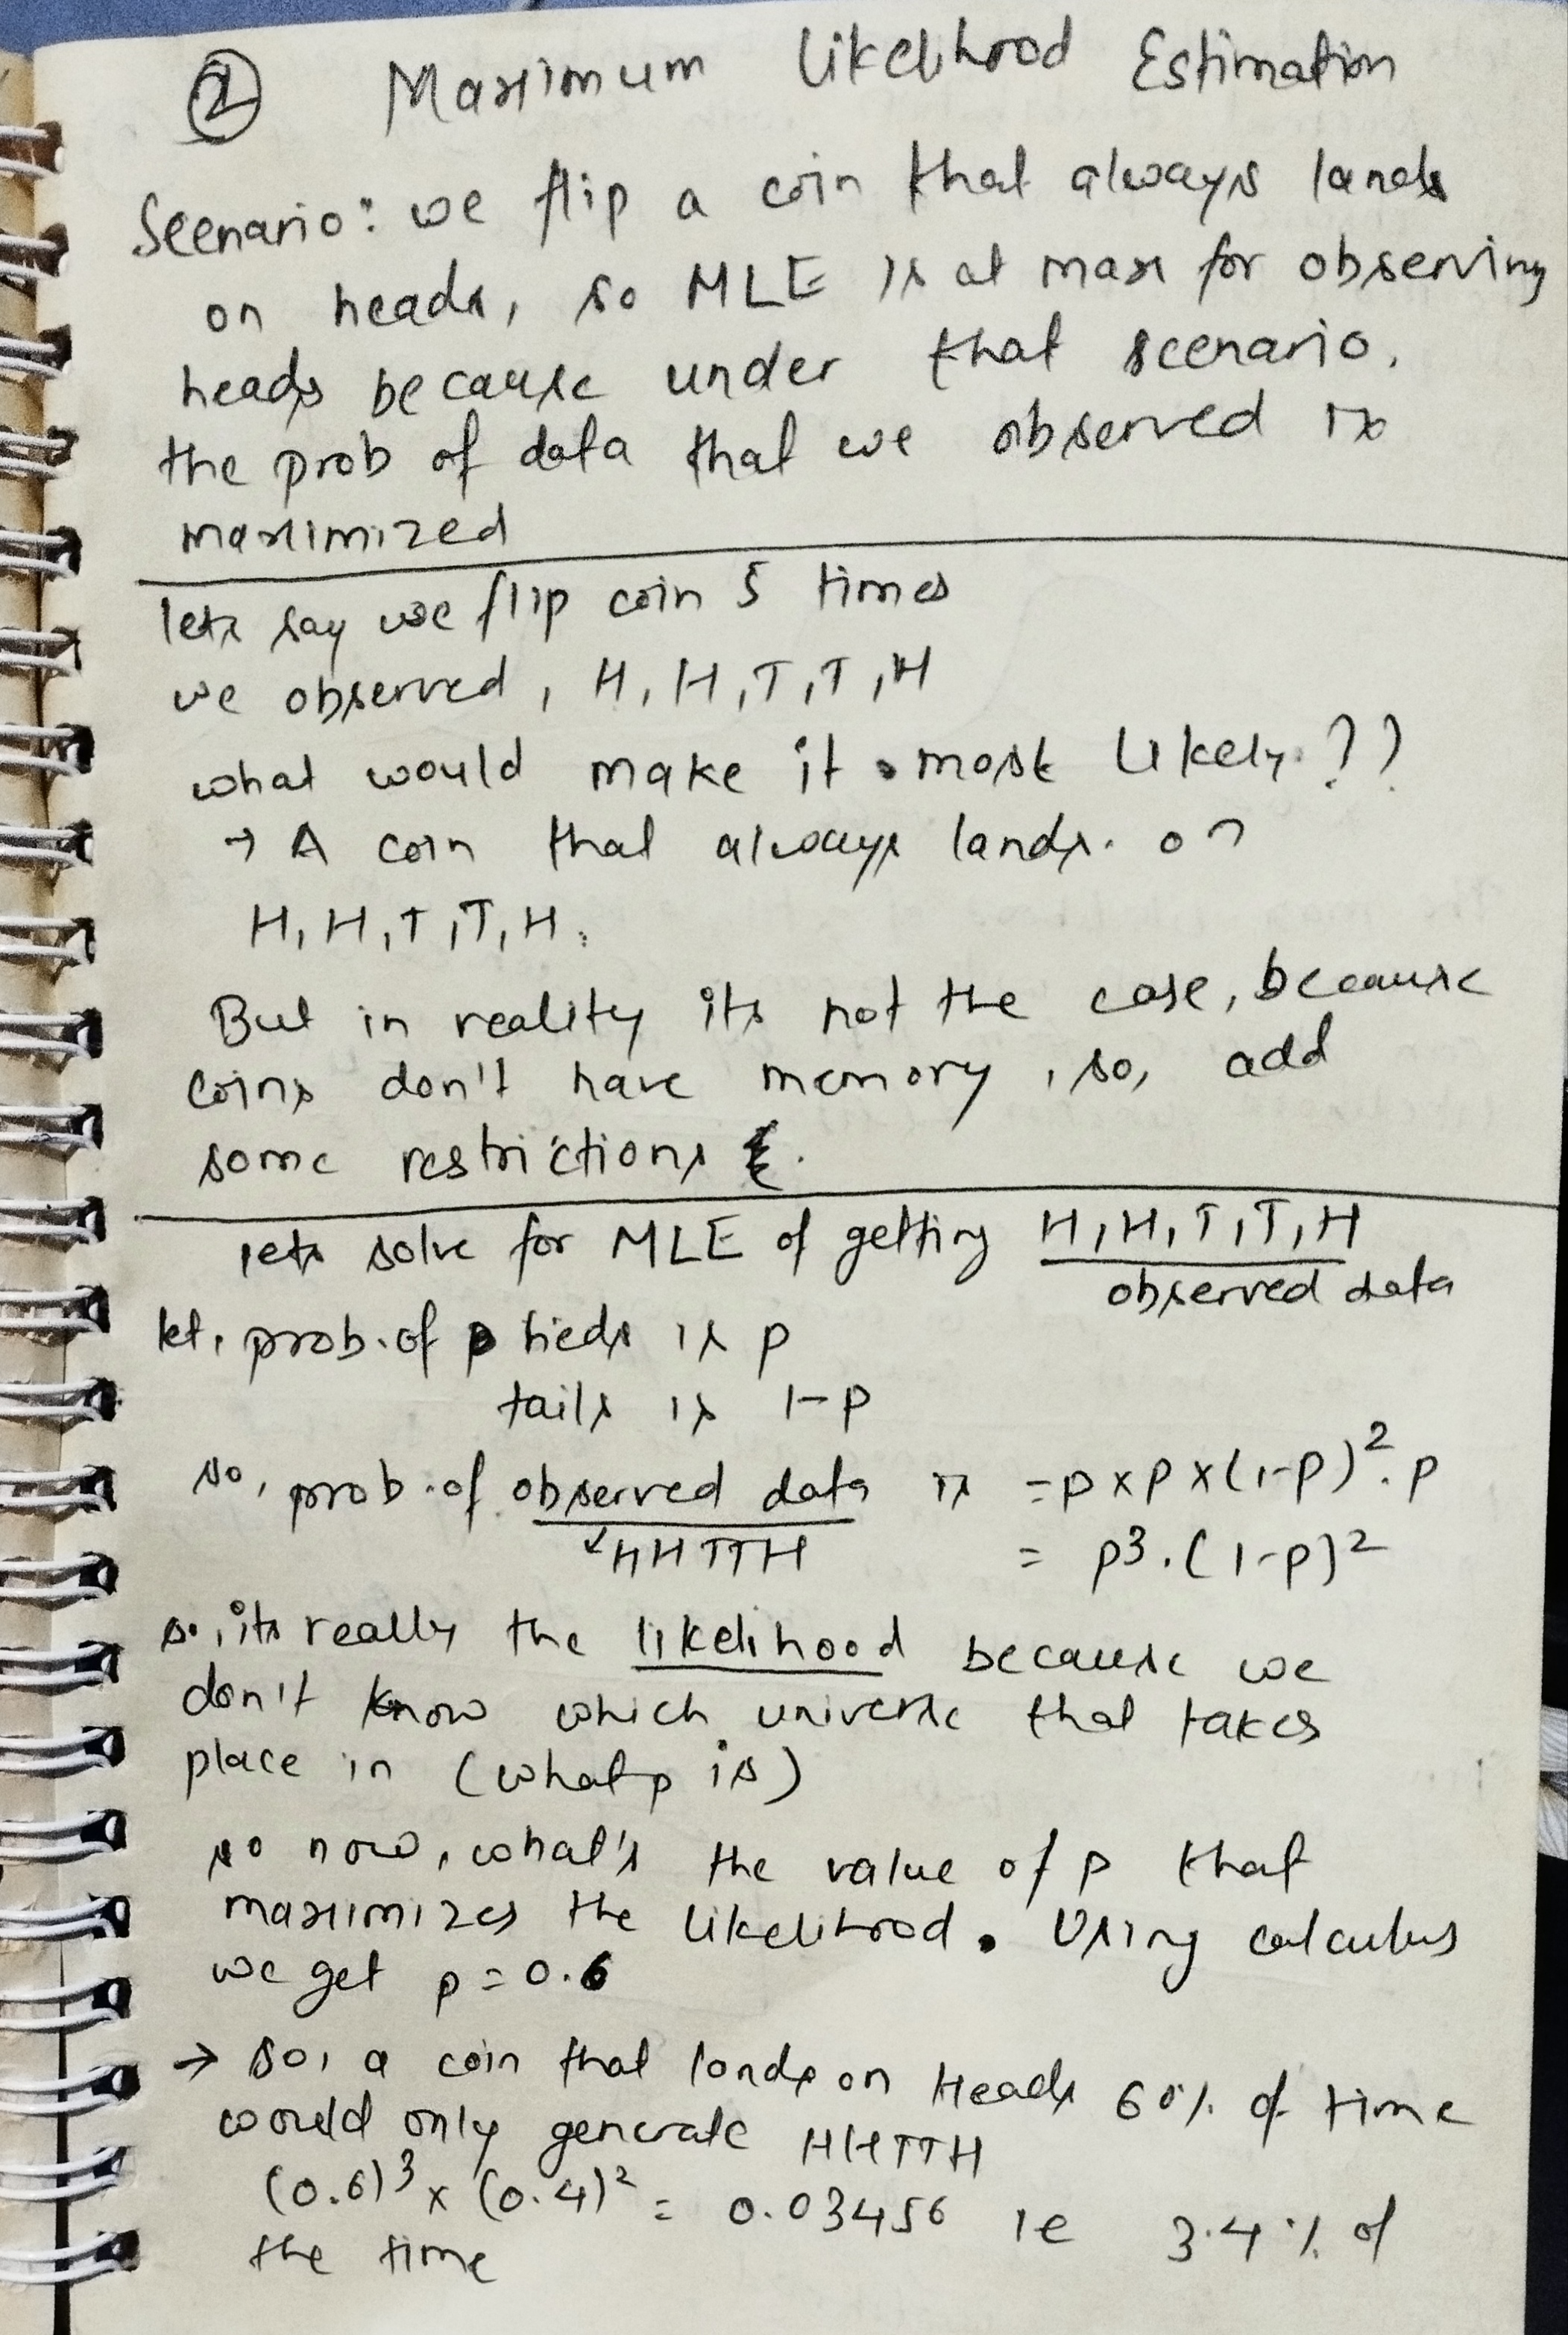 ② Maximum Likelihood Estimation
Scenario: we flip a coin that always lands
on heads, so MLE is at max for observing
heads because under that scenario,
the prob of data that we observed is
maximized
lets say we flip coin 5 times
we observed, H, H, T, T, H
what would make it most likely ??
→ A coin that always lands on
H, H, T, T, H.
But in reality its not the case, because
coins don't have memory, so, add
some restrictions
lets solve for MLE of getting H, H, T, T, H
observed data
let, prob. of heds is p
tails is 1-p
so, prob. of observed data is = p x p x (1-p)². p
HHTTH = p³. (1-p)²
so, its really the likelihood because we
don't know which universe that takes
place in (what p is)
so now, what's the value of p that
maximizes the likelihood. Using calculus
we get p = 0.6
→ so, a coin that lands on Heads 60% of time
would only generate HHTTH
(0.6)³ x (0.4)² = 0.03456 ie 3.4% of
the time